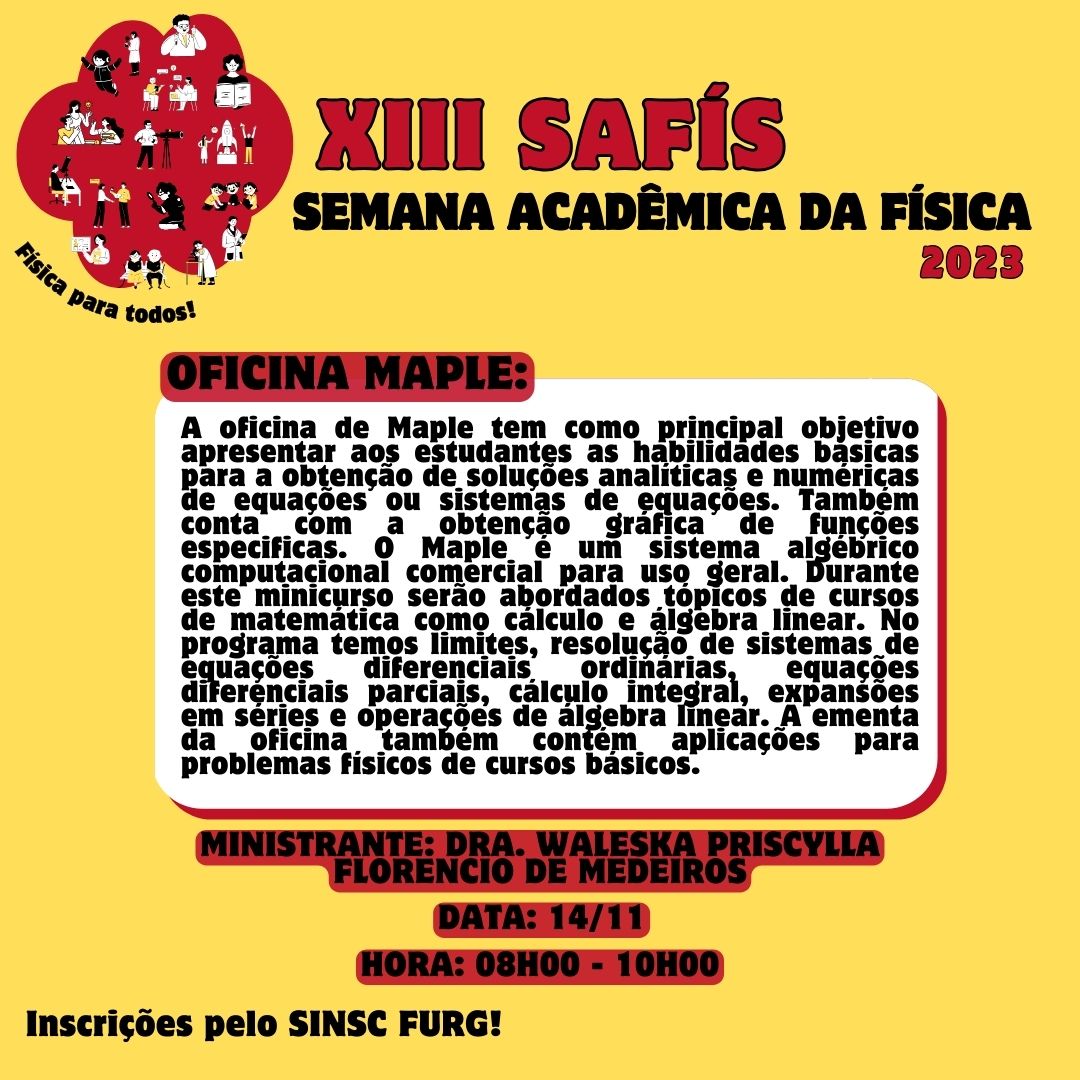 XIII SAFÍS
SEMANA ACADÊMICA DA FÍSICA
2023
Física para todos!
OFICINA MAPLE:
A oficina de Maple tem como principal objetivo
apresentar aos estudantes as habilidades básicas
para a obtenção de soluções analíticas e numéricas
de equações ou sistemas de equações. Também
conta com a obtenção gráfica de funções
especificas. O Maple é um sistema algébrico
computacional comercial para uso geral. Durante
este minicurso serão abordados tópicos de cursos
de matemática como cálculo e álgebra linear. No
programa temos limites, resolução de sistemas de
equações diferenciais ordinárias, equações
diferenciais parciais, cálculo integral, expansões
em séries e operações de álgebra linear. A ementa
da oficina também contém aplicações para
problemas físicos de cursos básicos.
MINISTRANTE: DRA. WALESKA PRISCYLLA
FLORENCIO DE MEDEIROS
DATA: 14/11
HORA: 08H00 - 10H00
Inscrições pelo SINSC FURG!